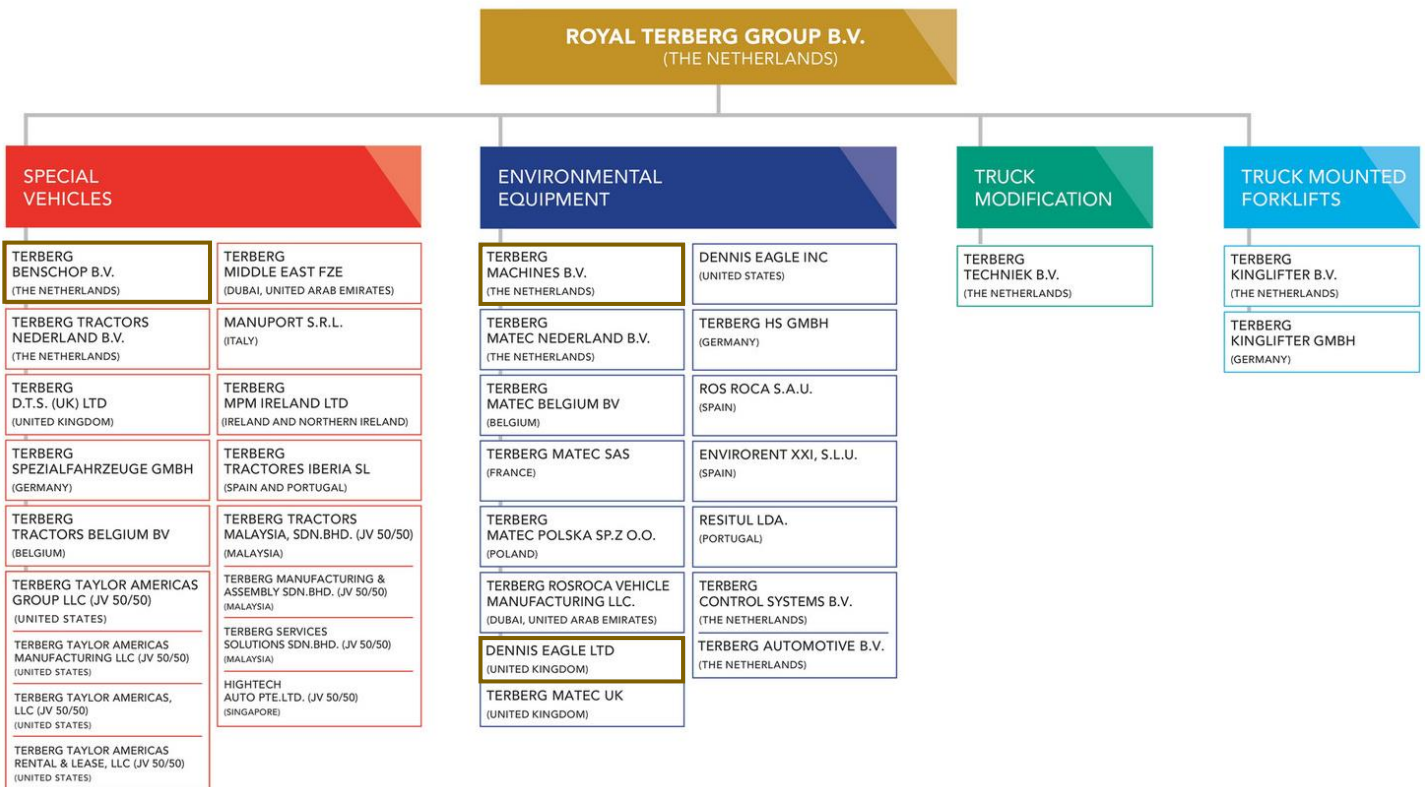 ROYAL TERBERG GROUP B.V.
(THE NETHERLANDS)
SPECIAL
VEHICLES
TERBERG
BENSCHOP B.V.
(THE NETHERLANDS)
TERBERG TRACTORS
NEDERLAND B.V.
(THE NETHERLANDS)
TERBERG
D.T.S. (UK) LTD
(UNITED KINGDOM)
TERBERG
SPEZIALFAHRZEUGE GMBH
(GERMANY)
TERBERG
TRACTORS BELGIUM BV
(BELGIUM)
TERBERG TAYLOR AMERICAS
GROUP LLC (JV 50/50)
(UNITED STATES)
TERBERG TAYLOR AMERICAS
MANUFACTURING LLC (JV 50/50)
(UNITED STATES)
TERBERG TAYLOR AMERICAS,
LLC (JV 50/50)
(UNITED STATES)
TERBERG TAYLOR AMERICAS
RENTAL & LEASE, LLC (JV 50/50)
(UNITED STATES)
TERBERG
MIDDLE EAST FZE
(DUBAI, UNITED ARAB EMIRATES)
MANUPORT S.R.L.
(ITALY)
TERBERG
MPM IRELAND LTD
(IRELAND AND NORTHERN IRELAND)
TERBERG
TRACTORES IBERIA SL
(SPAIN AND PORTUGAL)
TERBERG TRACTORS
MALAYSIA, SDN.BHD. (JV 50/50)
(MALAYSIA)
TERBERG MANUFACTURING &
ASSEMBLY SDN.BHD. (JV 50/50)
(MALAYSIA)
TERBERG SERVICES
SOLUTIONS SDN.BHD. (JV 50/50)
(MALAYSIA)
HIGHTECH
AUTO PTE.LTD. (JV 50/50)
(SINGAPORE)
ENVIRONMENTAL
EQUIPMENT
TERBERG
MACHINES B.V.
(THE NETHERLANDS)
TERBERG
MATEC NEDERLAND B.V.
(THE NETHERLANDS)
TERBERG
MATEC BELGIUM BV
(BELGIUM)
TERBERG MATEC SAS
(FRANCE)
TERBERG
MATEC POLSKA SP.Z O.O.
(POLAND)
TERBERG ROSROCA VEHICLE
MANUFACTURING LLC.
(DUBAI, UNITED ARAB EMIRATES)
DENNIS EAGLE LTD
(UNITED KINGDOM)
TERBERG MATEC UK
(UNITED KINGDOM)
DENNIS EAGLE INC
(UNITED STATES)
TERBERG HS GMBH
(GERMANY)
ROS ROCA S.A.U.
(SPAIN)
ENVIRORENT XXI, S.L.U.
(SPAIN)
RESITUL LDA.
(PORTUGAL)
TERBERG
CONTROL SYSTEMS B.V.
(THE NETHERLANDS)
TERBERG AUTOMOTIVE B.V.
(THE NETHERLANDS)
TRUCK
MODIFICATION
TERBERG
TECHNIEK B.V.
(THE NETHERLANDS)
TRUCK MOUNTED
FORKLIFTS
TERBERG
KINGLIFTER B.V.
(THE NETHERLANDS)
TERBERG
KINGLIFTER GMBH
(GERMANY)